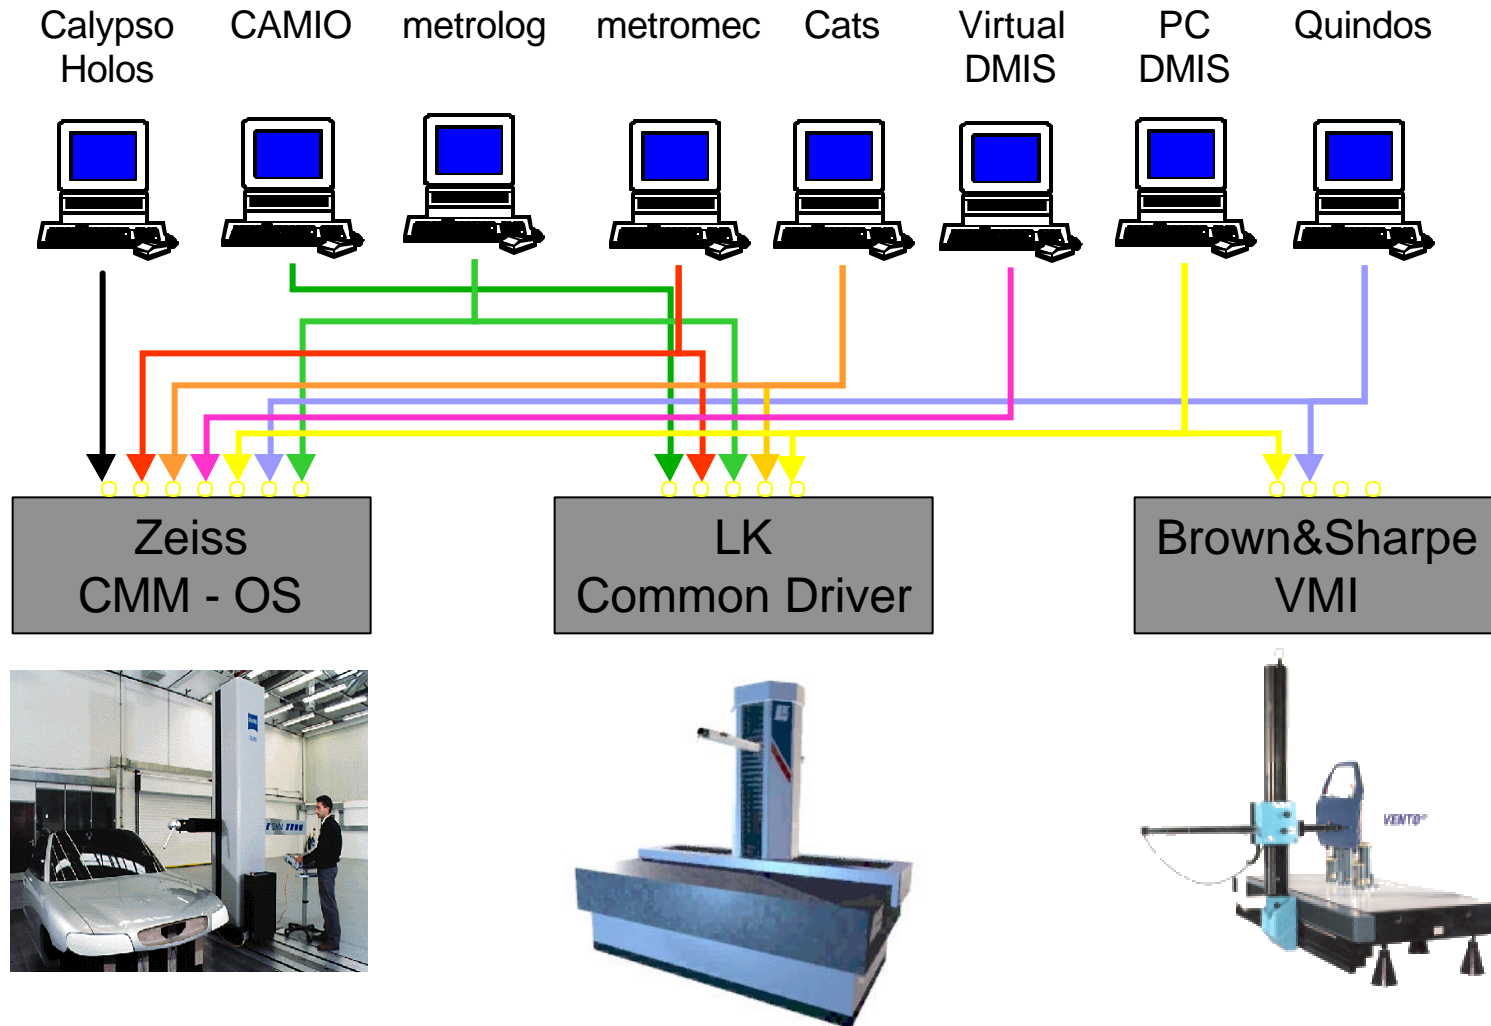 Calypso
Holos
CAMIO
metrolog
metromec
Cats
Virtual
DMIS
PC
DMIS
Quindos
Zeiss
CMM - OS
LK
Common Driver
Brown&Sharpe
VMI
VENTO